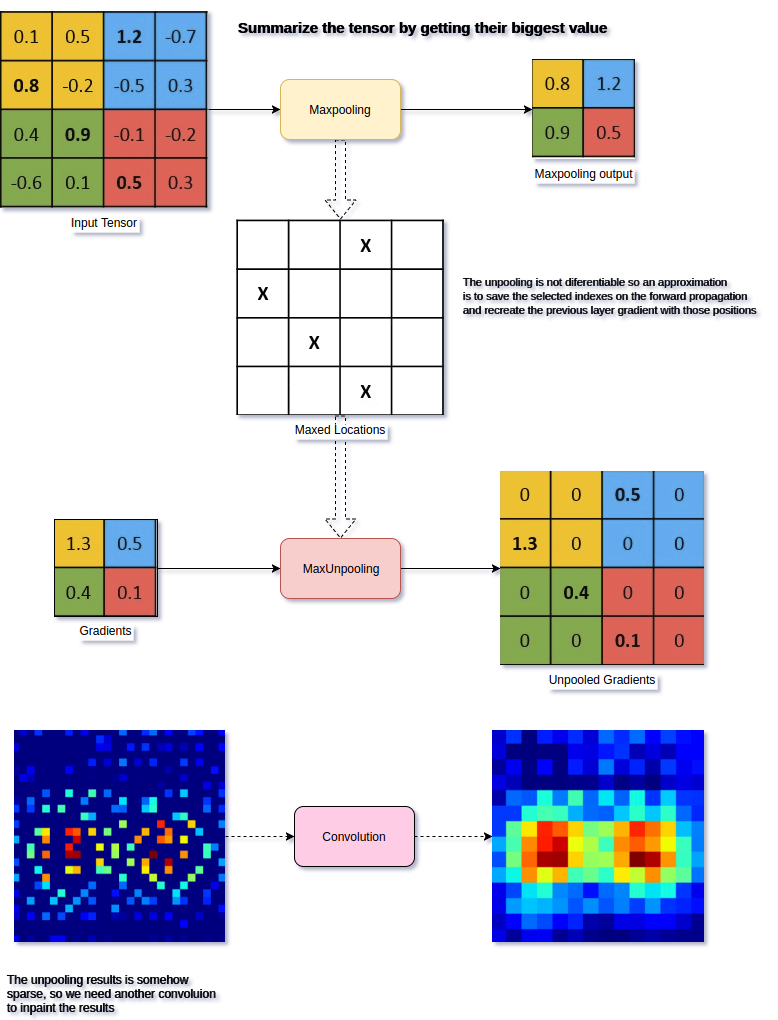 Summarize the tensor by getting their biggest value
0.1 0.5 1.2 -0.7
0.8 -0.2 -0.5 0.3
0.4 0.9 -0.1 -0.2
-0.6 0.1 0.5 0.3
Input Tensor
Maxpooling
0.8 1.2
0.9 0.5
Maxpooling output
X
X
X
X
Maxed Locations
The unpooling is not diferentiable so an approximation
is to save the selected indexes on the forward propagation
and recreate the previous layer gradient with those positions
1.3 0.5
0.4 0.1
Gradients
MaxUnpooling
0 0 0.5 0
1.3 0 0 0
0 0.4 0 0
0 0 0.1 0
Unpooled Gradients
Convolution
The unpooling results is somehow
sparse, so we need another convoluion
to inpaint the results